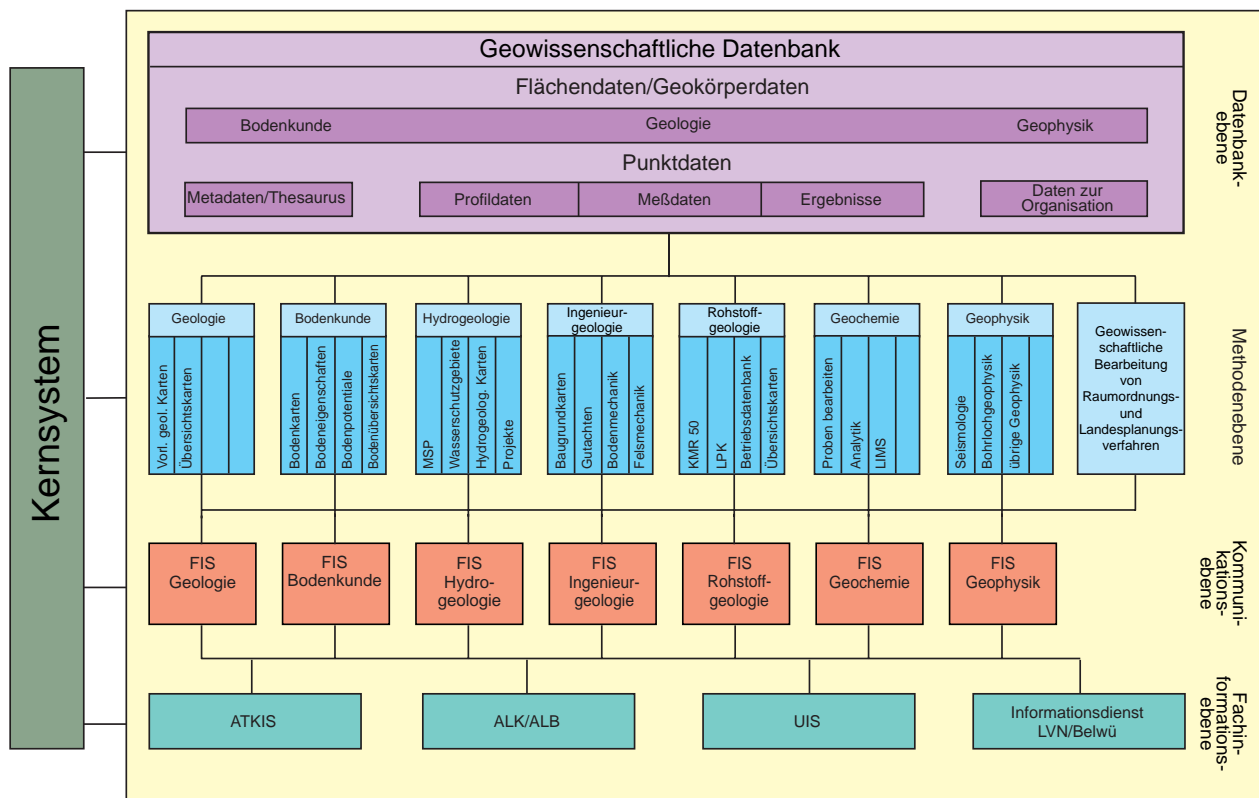 Kernsystem
Geowissenschaftliche Datenbank
Flächendaten/Geokörperdaten
Bodenkunde
Geologie
Geophysik
Punktdaten
Metadaten/Thesaurus
Profildaten
Meßdaten
Ergebnisse
Daten zur
Organisation
Datenbank-
ebene
Geologie
Vorl. geol. Karten
Übersichtskarten
Bodenkunde
Bodenkarten
Bodeneigenschaften
Bodenpotentiale
Bodenübersichtskarten
Hydrogeologie
MSP
Wasserschutzgebiete
Hydrogeolog. Karten
Projekte
Ingenieur-
geologie
Baugrundkarten
Gutachten
Bodenmechanik
Felsmechanik
Rohstoff-
geologie
KMR 50
LPK
Betriebsdatenbank
Übersichtskarten
Geochemie
Proben bearbeiten
Analytik
LIMS
Geophysik
Seismologie
Bohrlochgeophysik
übrige Geophysik
Geowissen-
schaftliche
Bearbeitung
von
Raumordnungs-
und
Landesplanungs-
verfahren
Methodenebene
FIS
Geologie
FIS
Bodenkunde
FIS
Hydro-
geologie
FIS
Ingenieur-
geologie
FIS
Rohstoff-
geologie
FIS
Geochemie
FIS
Geophysik
Kommuni-
kations-
ebene
ATKIS
ALK/ALB
UIS
Informationsdienst
LVN/Belwü
Fachin-
formations-
ebene